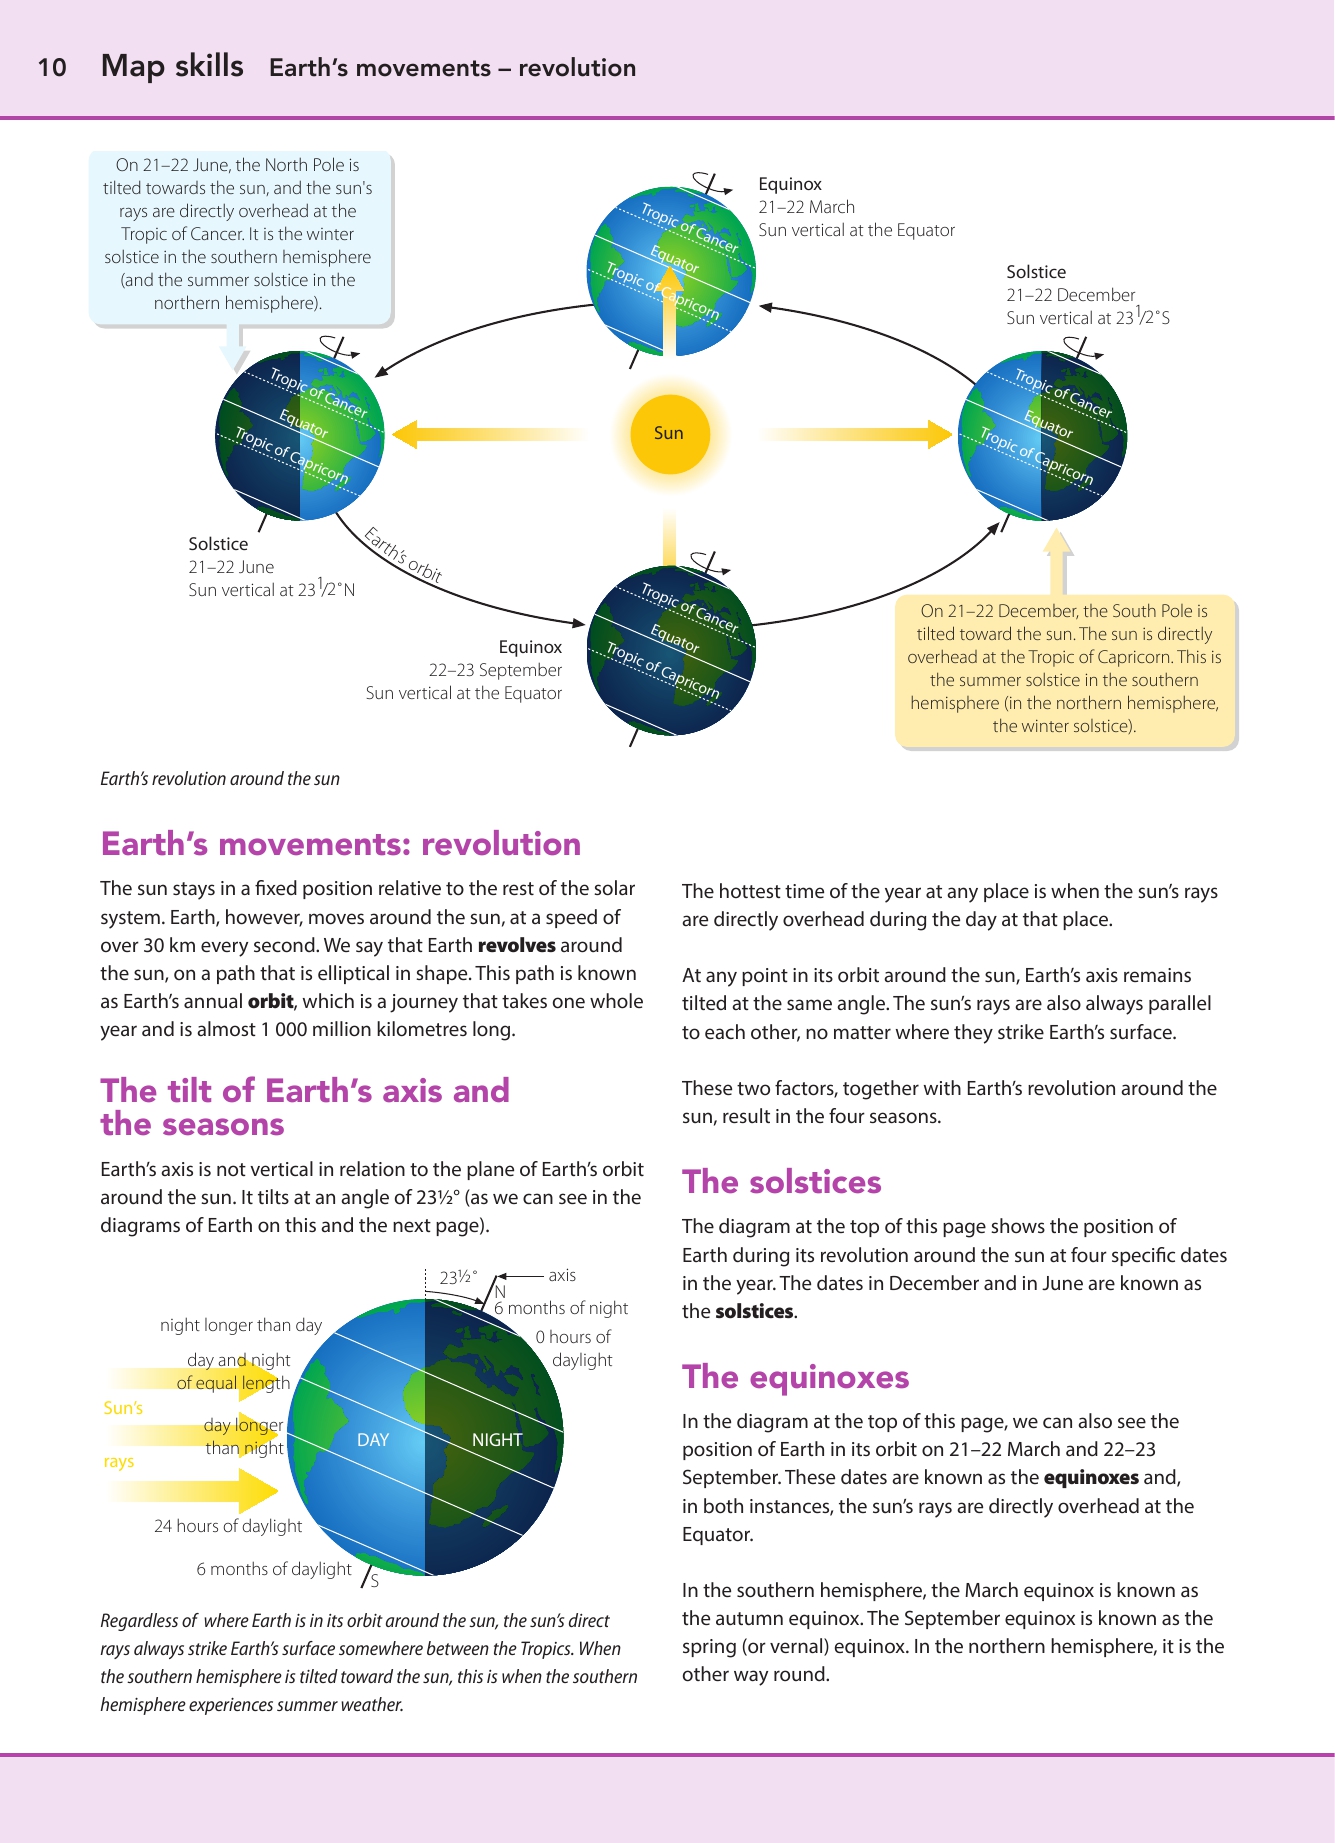 10 Map skills Earth's movements – revolution
On 21–22 June, the North Pole is
tilted towards the sun, and the sun's
rays are directly overhead at the
Tropic of Cancer. It is the winter
solstice in the southern hemisphere
(and the summer solstice in the
northern hemisphere).
Equinox
21–22 March
Sun vertical at the Equator
Tropic of Cancer
Equator
Tropic of Capricorn
Solstice
21–22 December
Sun vertical at 23 1/2˚S
Tropic of Cancer
Equator
Tropic of Capricorn
Sun
Tropic of Cancer
Equator
Tropic of Capricorn
Solstice
21–22 June
Sun vertical at 23 1/2˚N
Earth's orbit
Tropic of Cancer
Equator
Tropic of Capricorn
Equinox
22–23 September
Sun vertical at the Equator
On 21–22 December, the South Pole is
tilted toward the sun. The sun is directly
overhead at the Tropic of Capricorn. This is
the summer solstice in the southern
hemisphere (in the northern hemisphere,
the winter solstice).
Earth's revolution around the sun
Earth's movements: revolution
The sun stays in a fixed position relative to the rest of the solar
system. Earth, however, moves around the sun, at a speed of
over 30 km every second. We say that Earth revolves around
the sun, on a path that is elliptical in shape. This path is known
as Earth's annual orbit, which is a journey that takes one whole
year and is almost 1 000 million kilometres long.
The tilt of Earth's axis and
the seasons
Earth's axis is not vertical in relation to the plane of Earth's orbit
around the sun. It tilts at an angle of 23½° (as we can see in the
diagrams of Earth on this and the next page).
23½˚
axis
N
6 months of night
night longer than day
0 hours of
daylight
day and night
of equal length
Sun's
day longer
than night
rays
DAY
NIGHT
24 hours of daylight
6 months of daylight
S
Regardless of where Earth is in its orbit around the sun, the sun's direct
rays always strike Earth's surface somewhere between the Tropics. When
the southern hemisphere is tilted toward the sun, this is when the southern
hemisphere experiences summer weather.
The hottest time of the year at any place is when the sun's rays
are directly overhead during the day at that place.
At any point in its orbit around the sun, Earth's axis remains
tilted at the same angle. The sun's rays are also always parallel
to each other, no matter where they strike Earth's surface.
These two factors, together with Earth's revolution around the
sun, result in the four seasons.
The solstices
The diagram at the top of this page shows the position of
Earth during its revolution around the sun at four specific dates
in the year. The dates in December and in June are known as
the solstices.
The equinoxes
In the diagram at the top of this page, we can also see the
position of Earth in its orbit on 21–22 March and 22–23
September. These dates are known as the equinoxes and,
in both instances, the sun's rays are directly overhead at the
Equator.
In the southern hemisphere, the March equinox is known as
the autumn equinox. The September equinox is known as the
spring (or vernal) equinox. In the northern hemisphere, it is the
other way round.